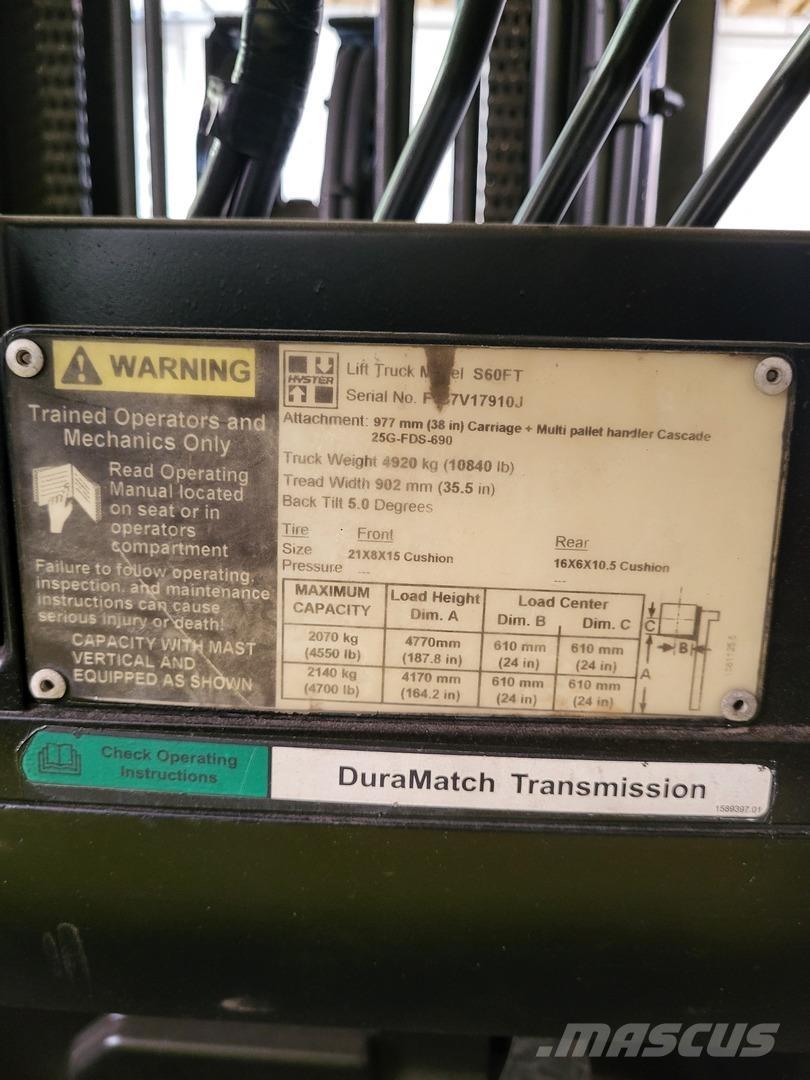 WARNING
Trained Operators and
Mechanics Only
Read Operating
Manual located
on seat or in
operators
compartment
Failure to follow operating,
inspection, and maintenance
instructions can cause
serious injury or death!
CAPACITY WITH MAST
VERTICAL AND
EQUIPPED AS SHOWN
HYSTER
Lift Truck S60FT
Serial No.
Attachment: 977 mm (38 in) Carriage + Multi pallet handler Cascade
25G-FDS-690
Truck Weight 4920 kg (10840 lb)
Tread Width 902 mm (35.5 in)
Back Tilt 5.0 Degrees
Tire Front Rear
Size 21X8X15 Cushion 16X6X10.5 Cushion
Pressure --- ---
MAXIMUM CAPACITY Load Height Dim. A Load Center Dim. B Dim. C
2070 kg 4770mm 610 mm 610 mm
(4550 lb) (187.8 in) (24 in) (24 in)
2140 kg 4170 mm 610 mm 610 mm
(4700 lb) (164.2 in) (24 in) (24 in)
C
B
A
Check Operating
Instructions
DuraMatch Transmission
1589397.01
MASCUS